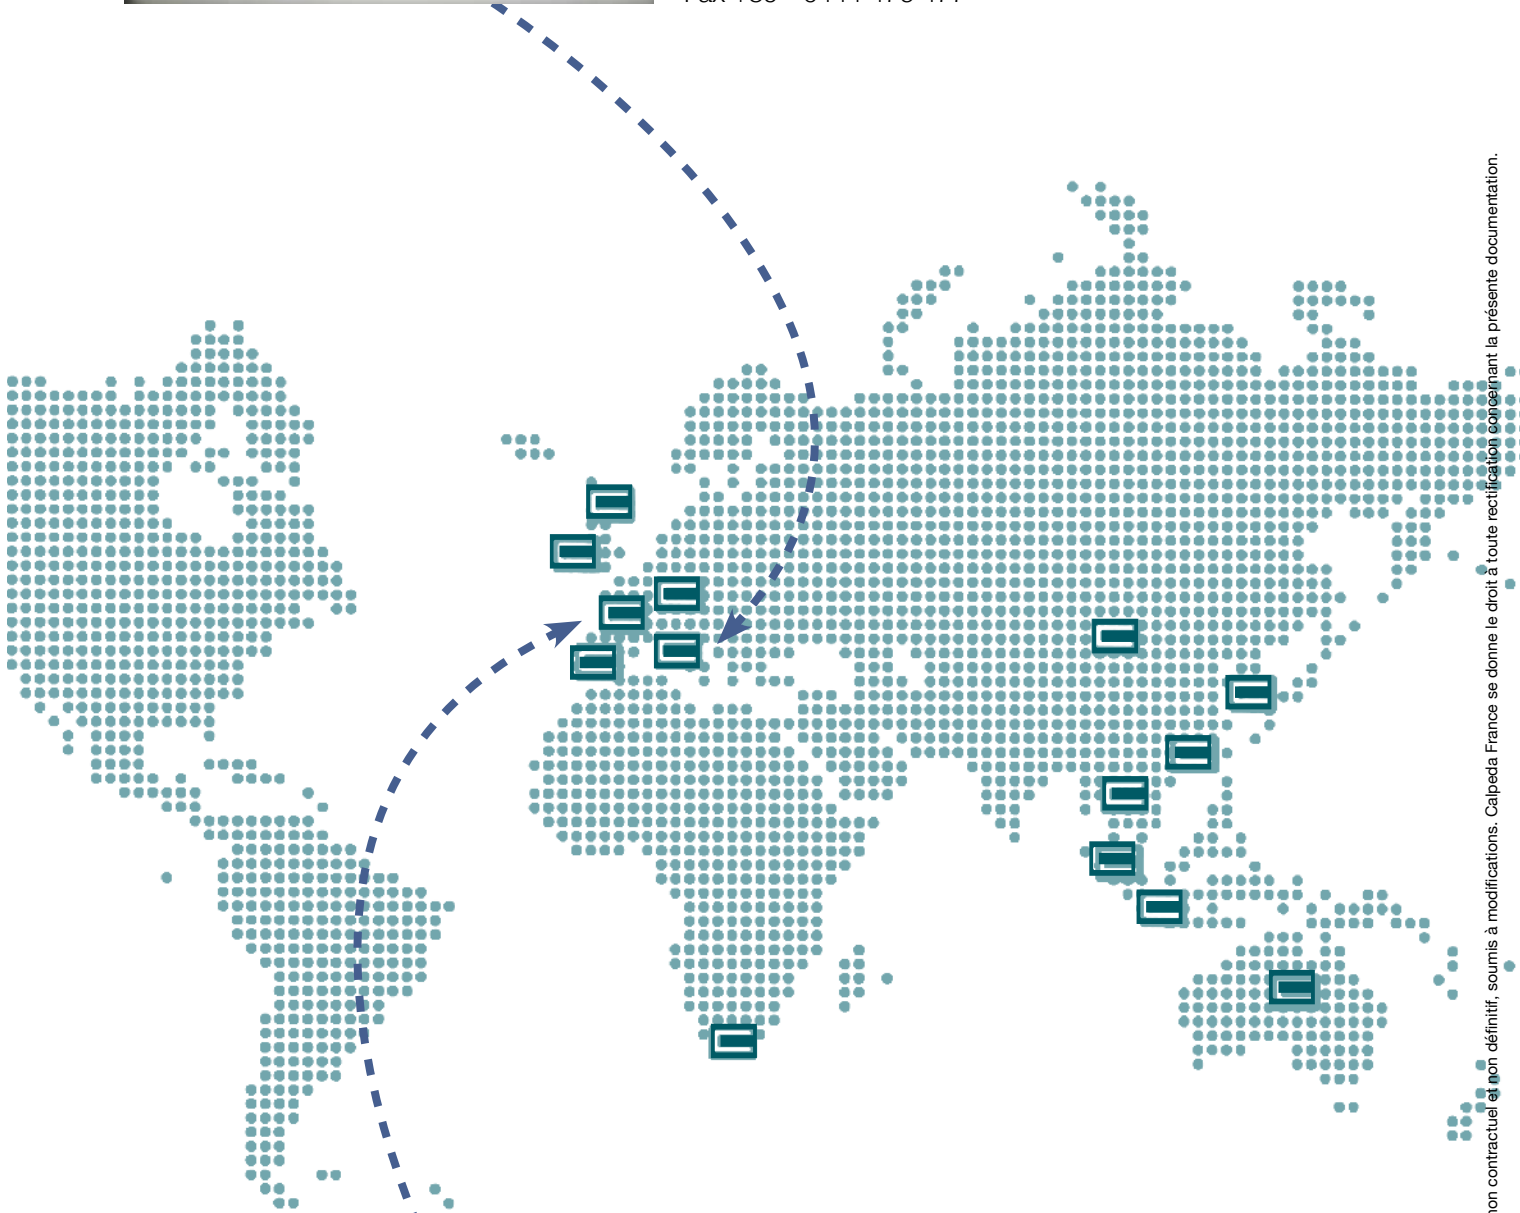 non contractuel et non définitif, soumis à modifications. Calpeda France se donne le droit à toute rectification concernant la présente documentation.